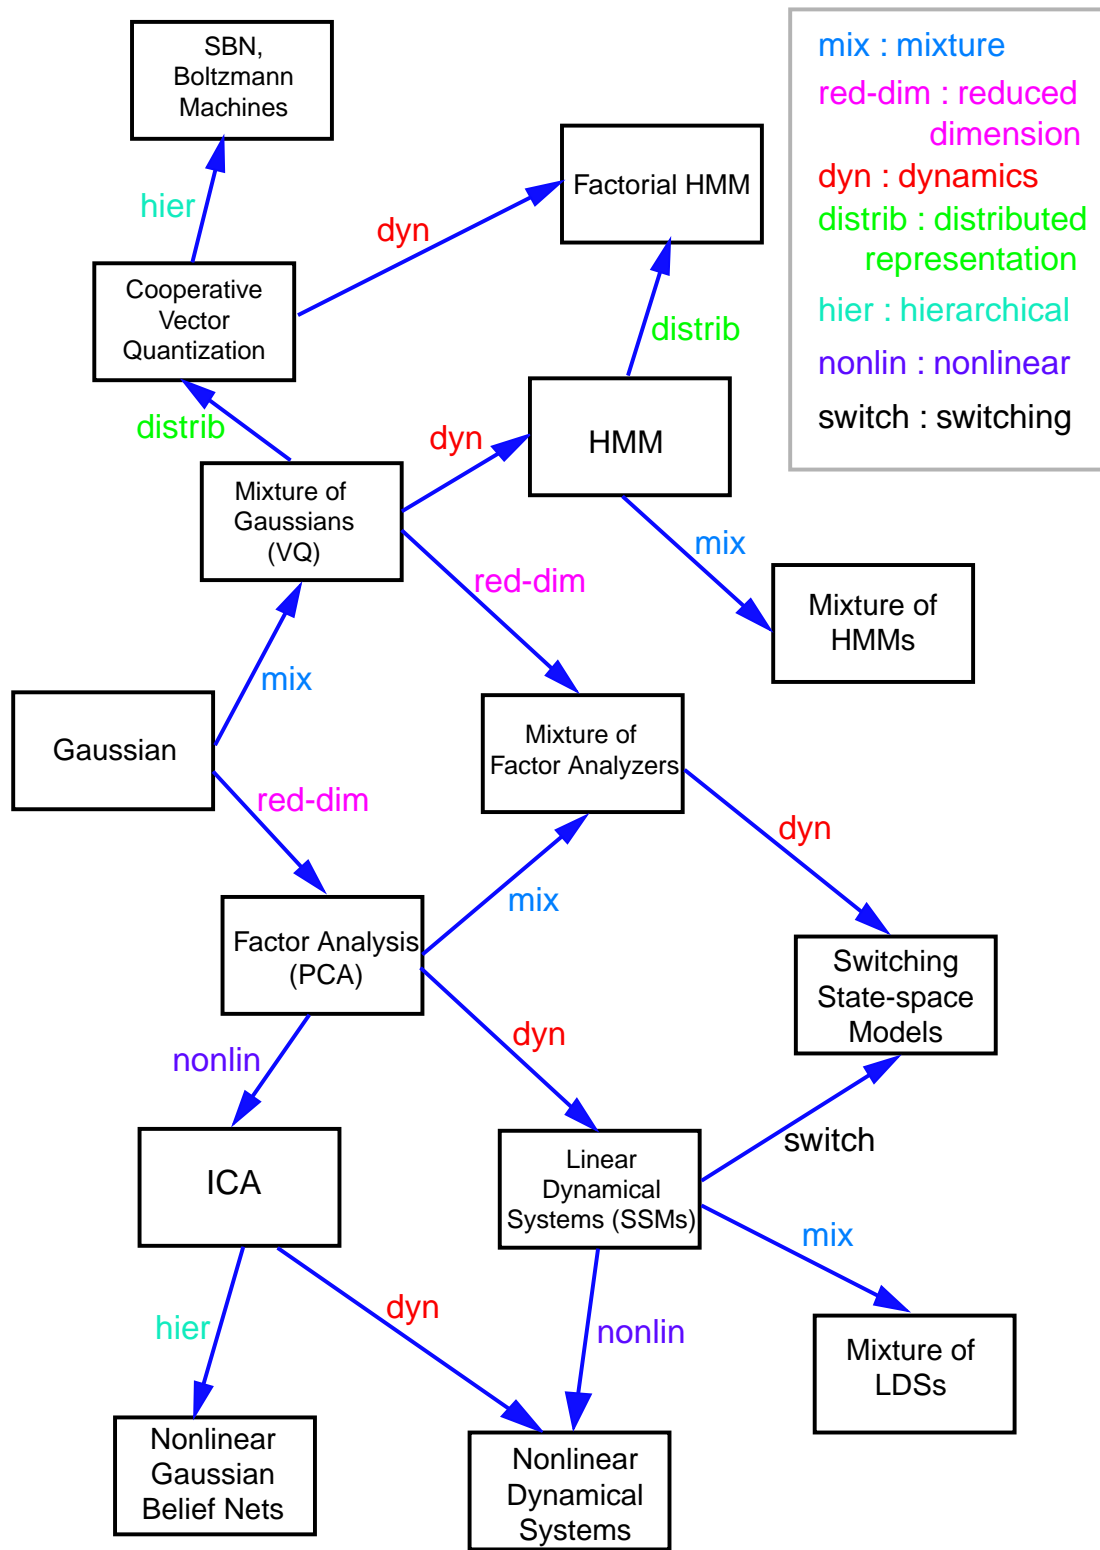 SBN,
Boltzmann
Machines
mix : mixture
red-dim : reduced
dimension
dyn : dynamics
distrib : distributed
representation
hier : hierarchical
nonlin : nonlinear
switch : switching
hier
dyn
Factorial HMM
Cooperative
Vector
Quantization
distrib
distrib
dyn
HMM
Mixture of
Gaussians
(VQ)
mix
red-dim
Mixture of
HMMs
mix
Gaussian
Mixture of
Factor Analyzers
red-dim
dyn
mix
Factor Analysis
(PCA)
Switching
State-space
Models
nonlin
dyn
switch
ICA
Linear
Dynamical
Systems (SSMs)
mix
hier
dyn
nonlin
Mixture of
LDSs
Nonlinear
Gaussian
Belief Nets
Nonlinear
Dynamical
Systems